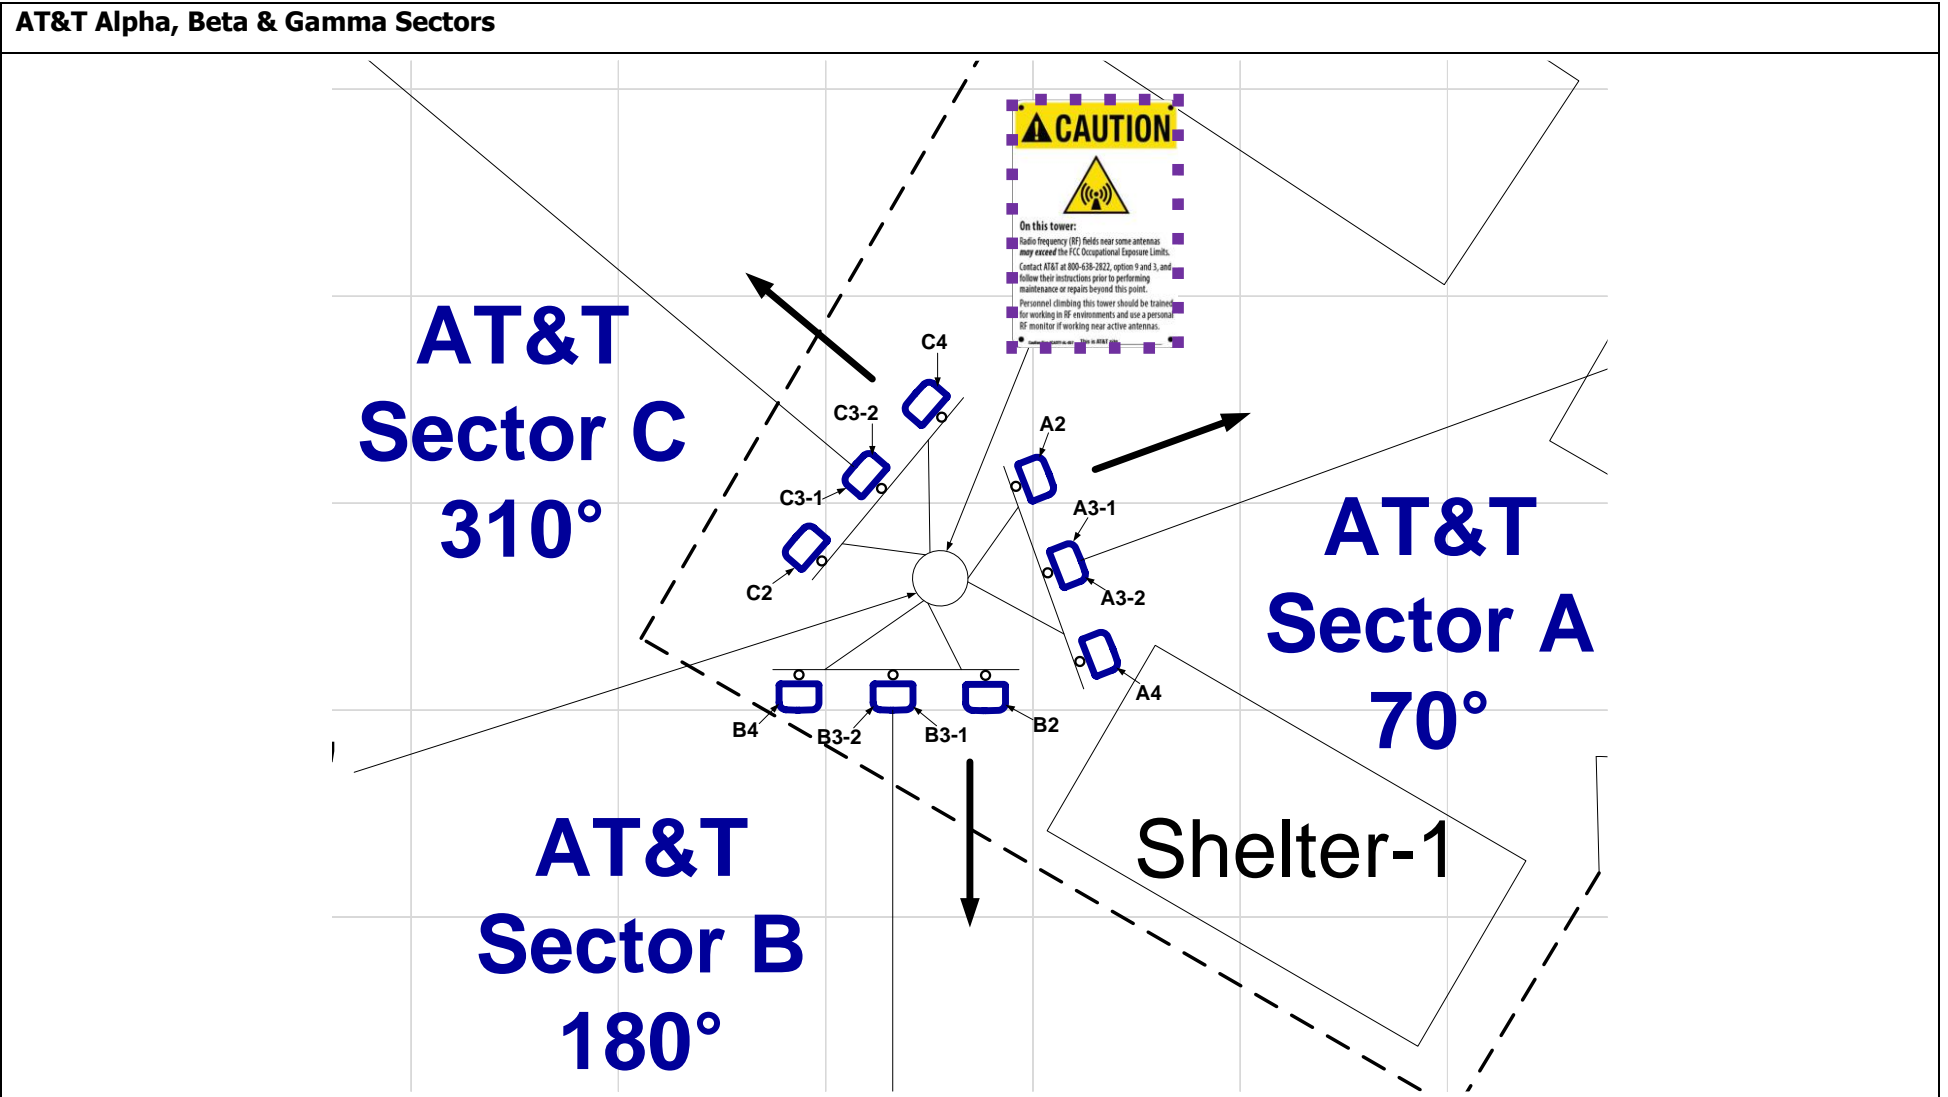 AT&T Alpha, Beta & Gamma Sectors
CAUTION
On this tower:
Radio frequency (RF) fields near some antennas
may exceed the FCC Occupational Exposure Limits.
Contact AT&T at 800-638-2822, option 9 and 3, and
follow their instructions prior to performing
maintenance or repairs beyond this point.
Personnel climbing this tower should be trained
for working in RF environments and use a personal
RF monitor if working near active antennas.
This is AT&T site
AT&T
Sector C
310°
C4
C3-2
C3-1
C2
A2
A3-1
A3-2
A4
AT&T
Sector A
70°
B4
B3-2
B3-1
B2
AT&T
Sector B
180°
Shelter-1